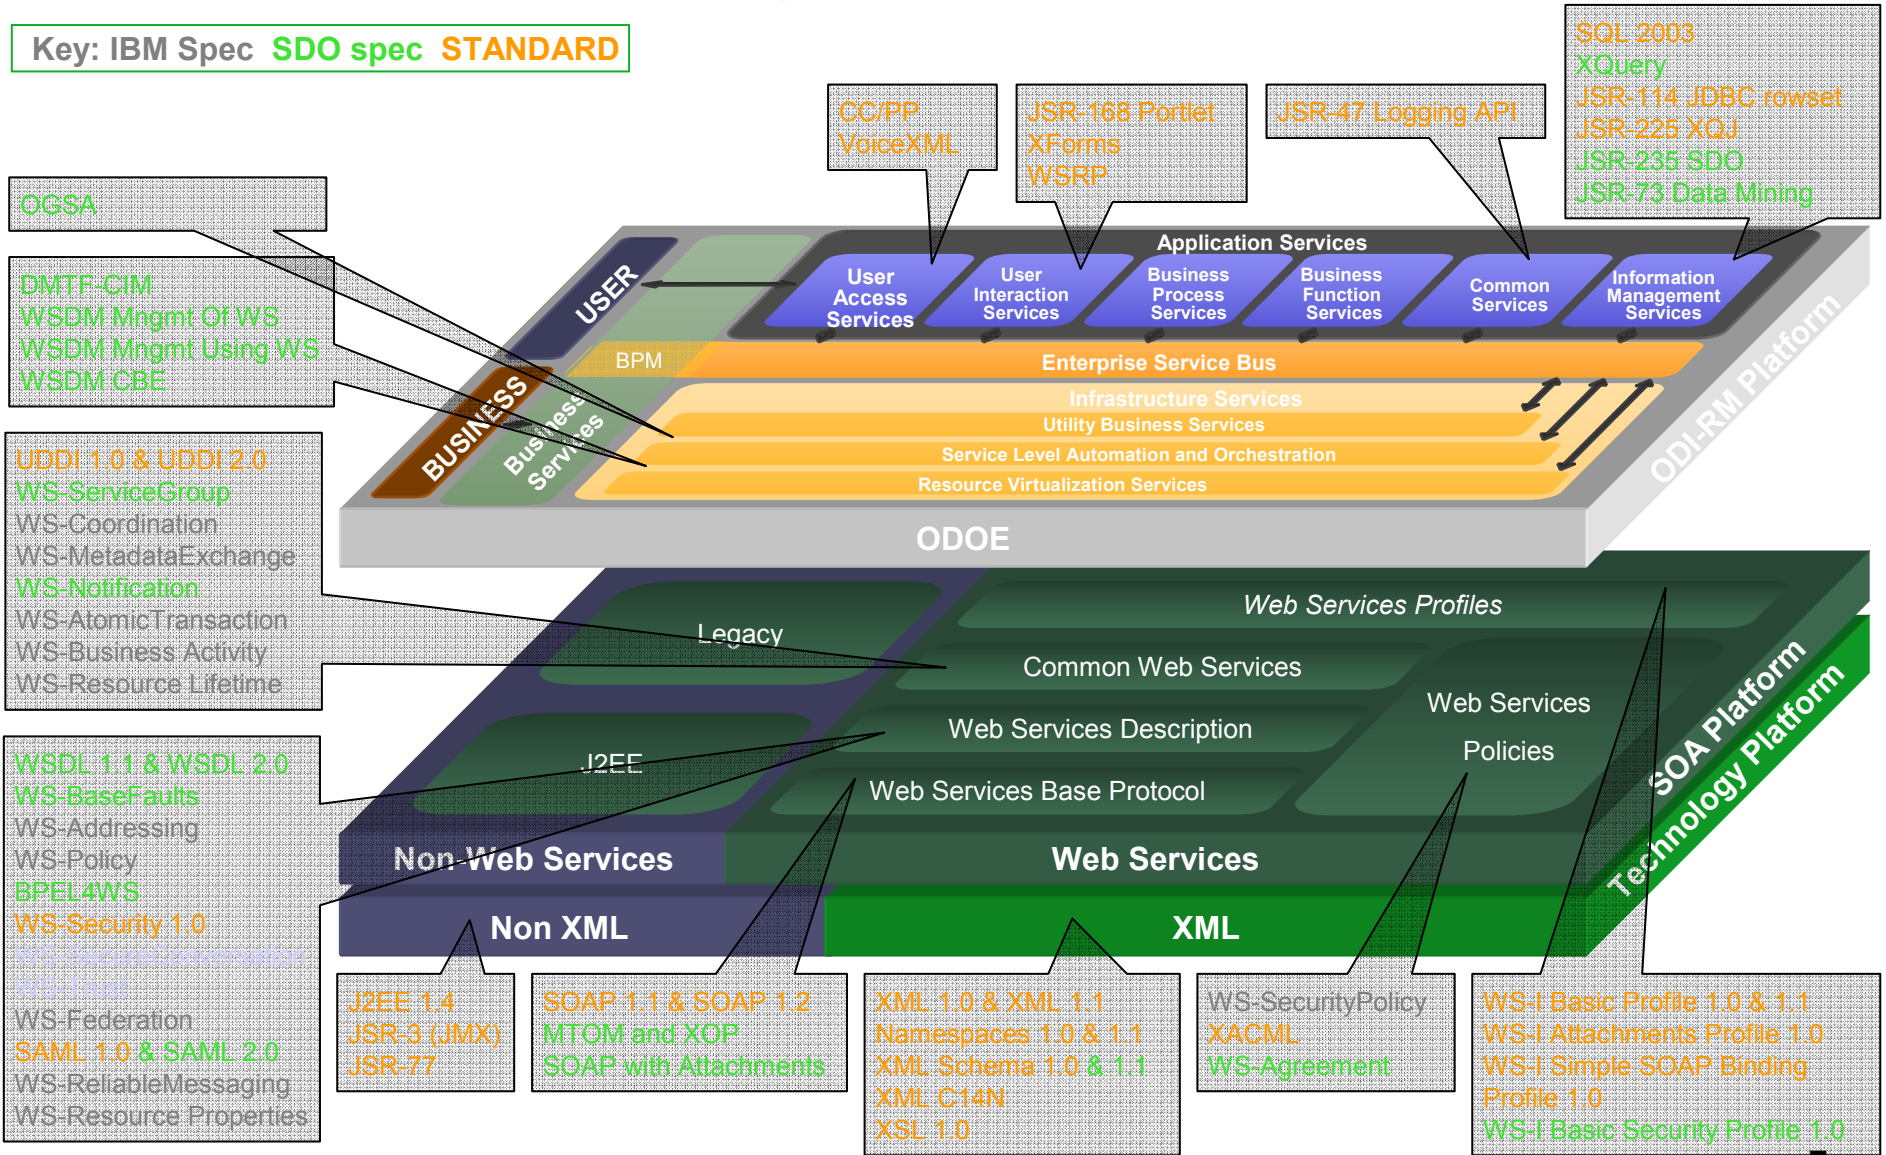 Key: IBM Spec SDO spec STANDARD
SQL 2003
XQuery
JSR-114 JDBC rowset
JSR-225 XQJ
JSR-235 SDO
JSR-73 Data Mining
CC/PP
VoiceXML
JSR-168 Portlet
XForms
WSRP
JSR-47 Logging API
OGSA
DMTF-CIM
WSDM Mngmt Of WS
WSDM Mngmt Using WS
WSDM CBE
USER
BUSINESS
Business
Services
BPM
Application Services
User
Access
Services
User
Interaction
Services
Business
Process
Services
Business
Function
Services
Common
Services
Information
Management
Services
Enterprise Service Bus
Infrastructure Services
Utility Business Services
Service Level Automation and Orchestration
Resource Virtualization Services
ODI-RM Platform
ODOE
UDDI 1.0 & UDDI 2.0
WS-ServiceGroup
WS-Coordination
WS-MetadataExchange
WS-Notification
WS-AtomicTransaction
WS-Business Activity
WS-Resource Lifetime
Legacy
J2EE
Web Services Profiles
Common Web Services
Web Services Description
Web Services Base Protocol
Web Services
Policies
SOA Platform
Technology Platform
Non-Web Services
Web Services
Non XML
XML
WSDL 1.1 & WSDL 2.0
WS-BaseFaults
WS-Addressing
WS-Policy
BPEL4WS
WS-Security 1.0
WS-SecureConversation
WS-Trust
WS-Federation
SAML 1.0 & SAML 2.0
WS-ReliableMessaging
WS-Resource Properties
J2EE 1.4
JSR-3 (JMX)
JSR-77
SOAP 1.1 & SOAP 1.2
MTOM and XOP
SOAP with Attachments
XML 1.0 & XML 1.1
Namespaces 1.0 & 1.1
XML Schema 1.0 & 1.1
XML C14N
XSL 1.0
WS-SecurityPolicy
XACML
WS-Agreement
WS-I Basic Profile 1.0 & 1.1
WS-I Attachments Profile 1.0
WS-I Simple SOAP Binding
Profile 1.0
WS-I Basic Security Profile 1.0